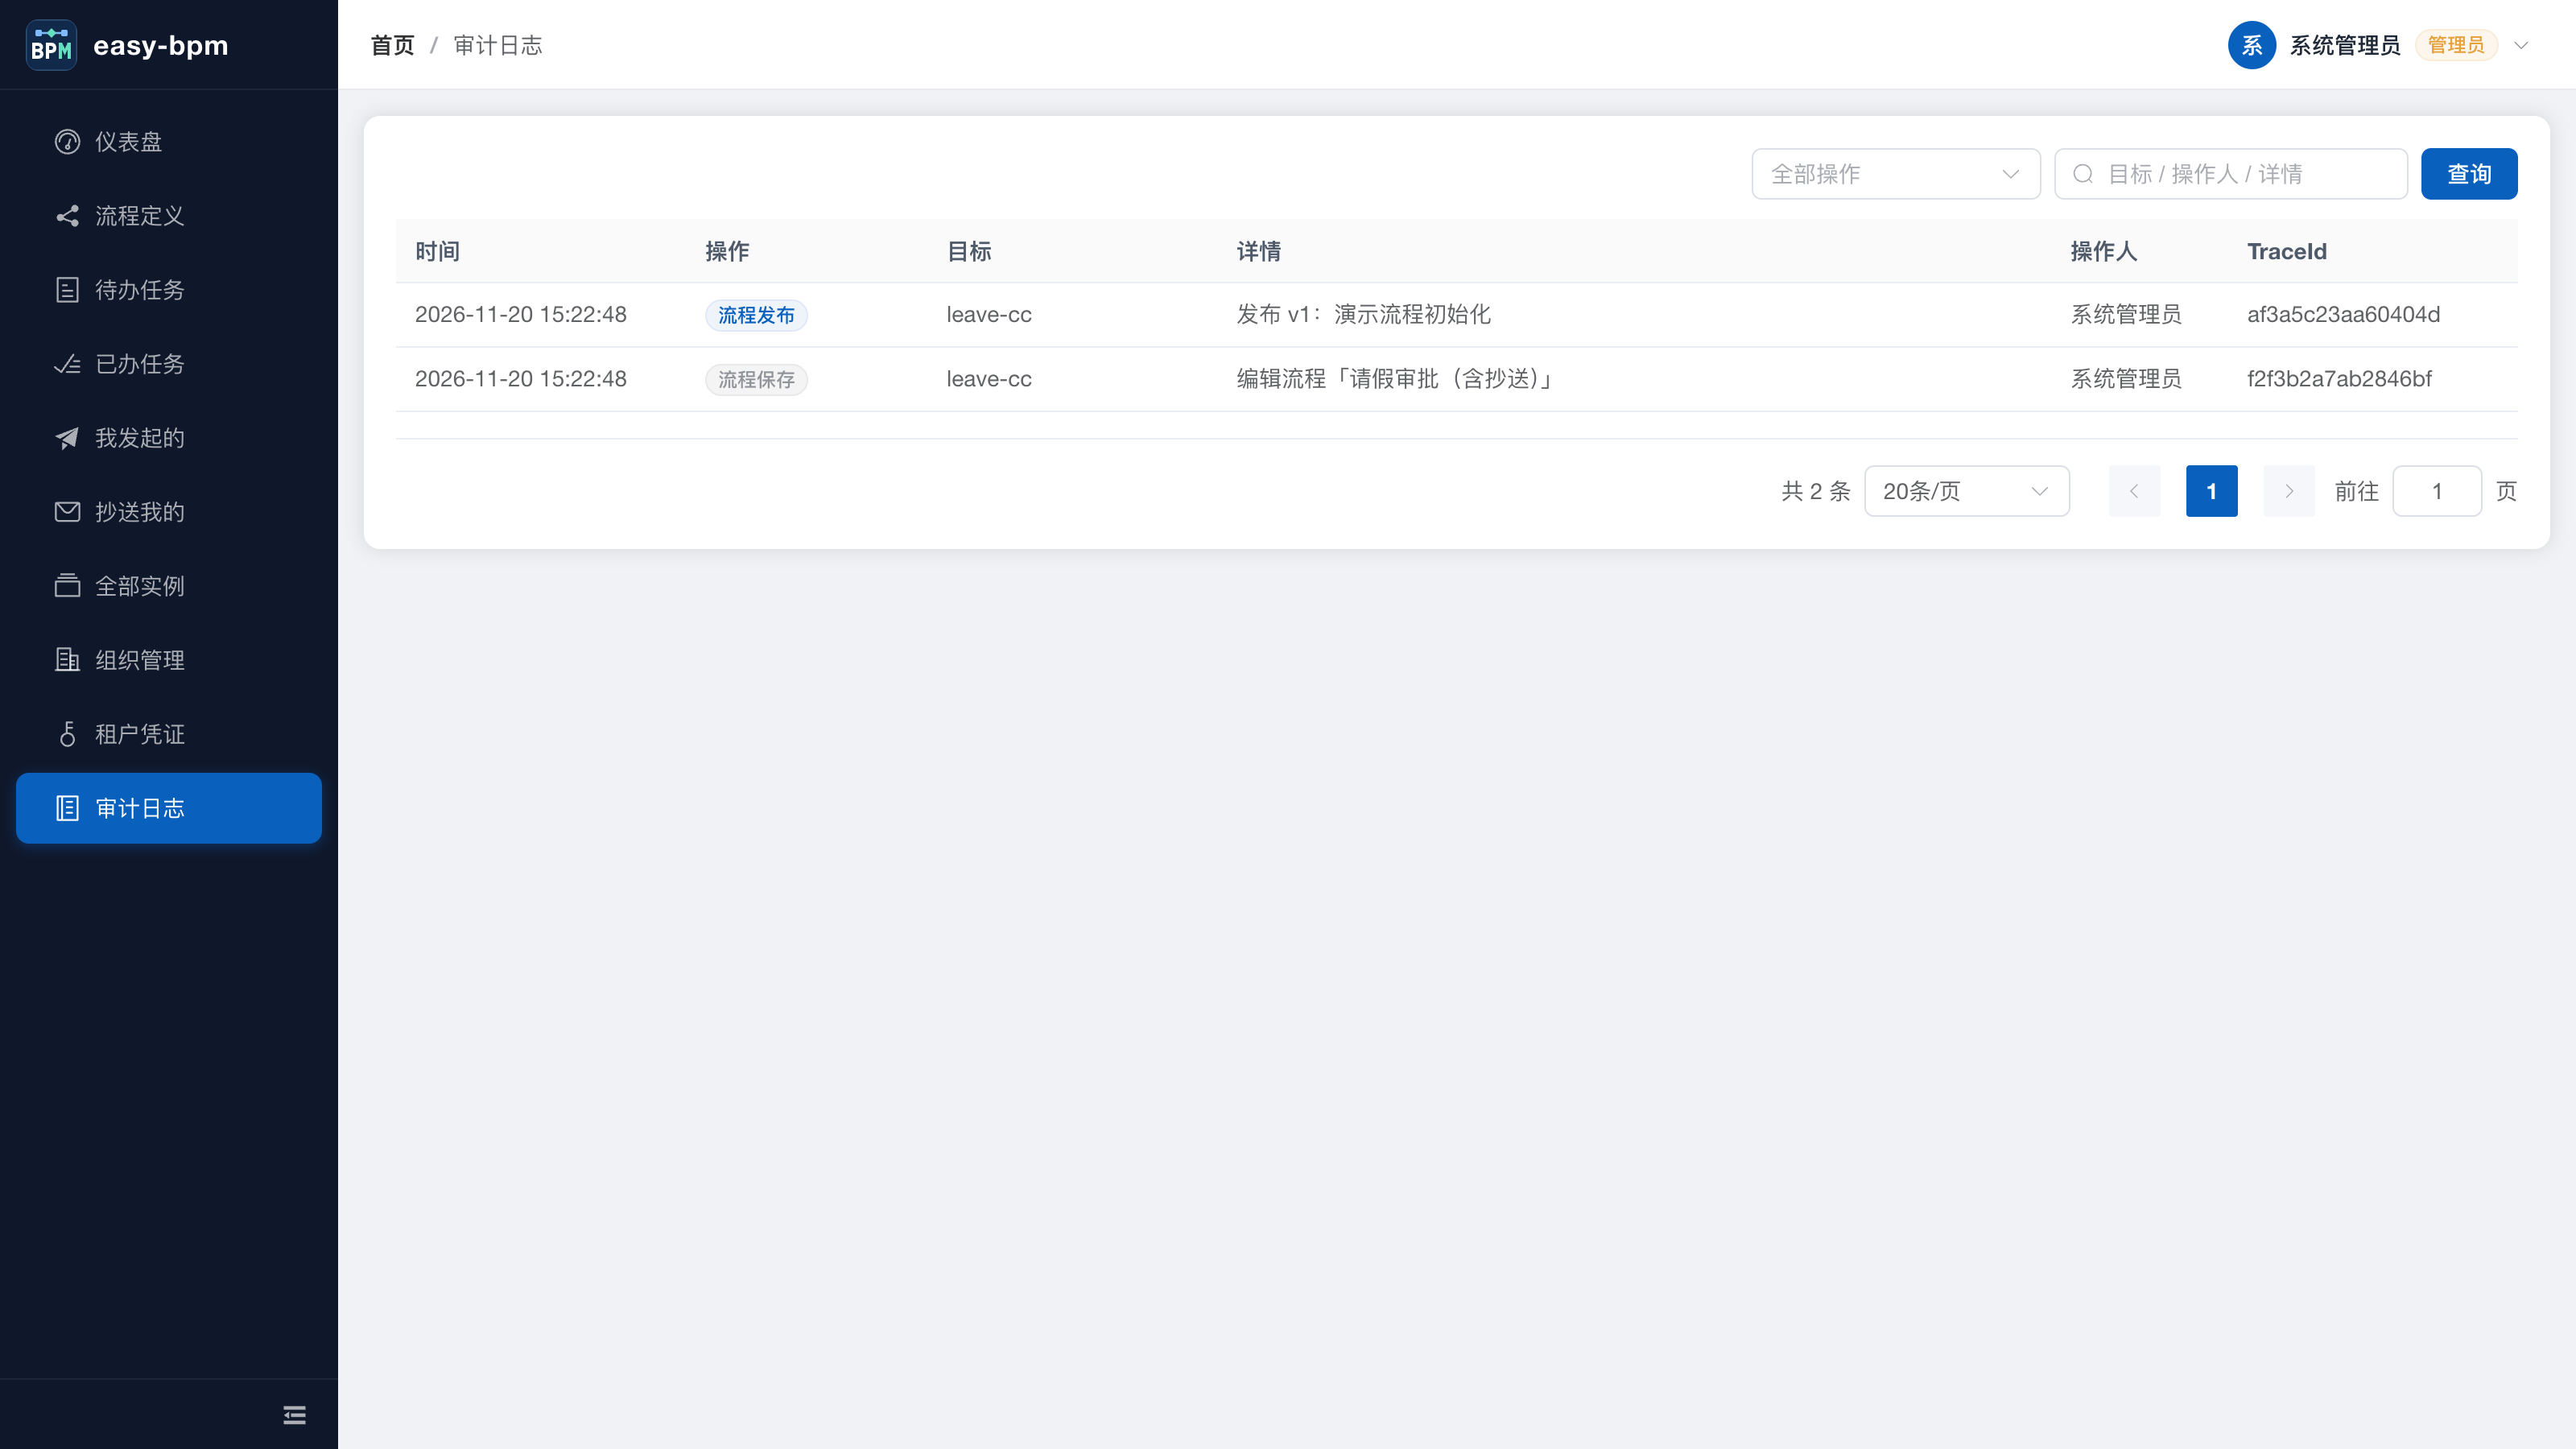 BPM
easy-bpm
仪表盘
流程定义
待办任务
已办任务
我发起的
抄送我的
全部实例
组织管理
租户凭证
审计日志
首页 / 审计日志
系 系统管理员 管理员
全部操作 目标 / 操作人 / 详情 查询
时间 操作 目标 详情 操作人 TraceId
2026-11-20 15:22:48 流程发布 leave-cc 发布 v1：演示流程初始化 系统管理员 af3a5c23aa60404d
2026-11-20 15:22:48 流程保存 leave-cc 编辑流程「请假审批（含抄送）」 系统管理员 f2f3b2a7ab2846bf
共 2 条 20条/页 1 前往 1 页